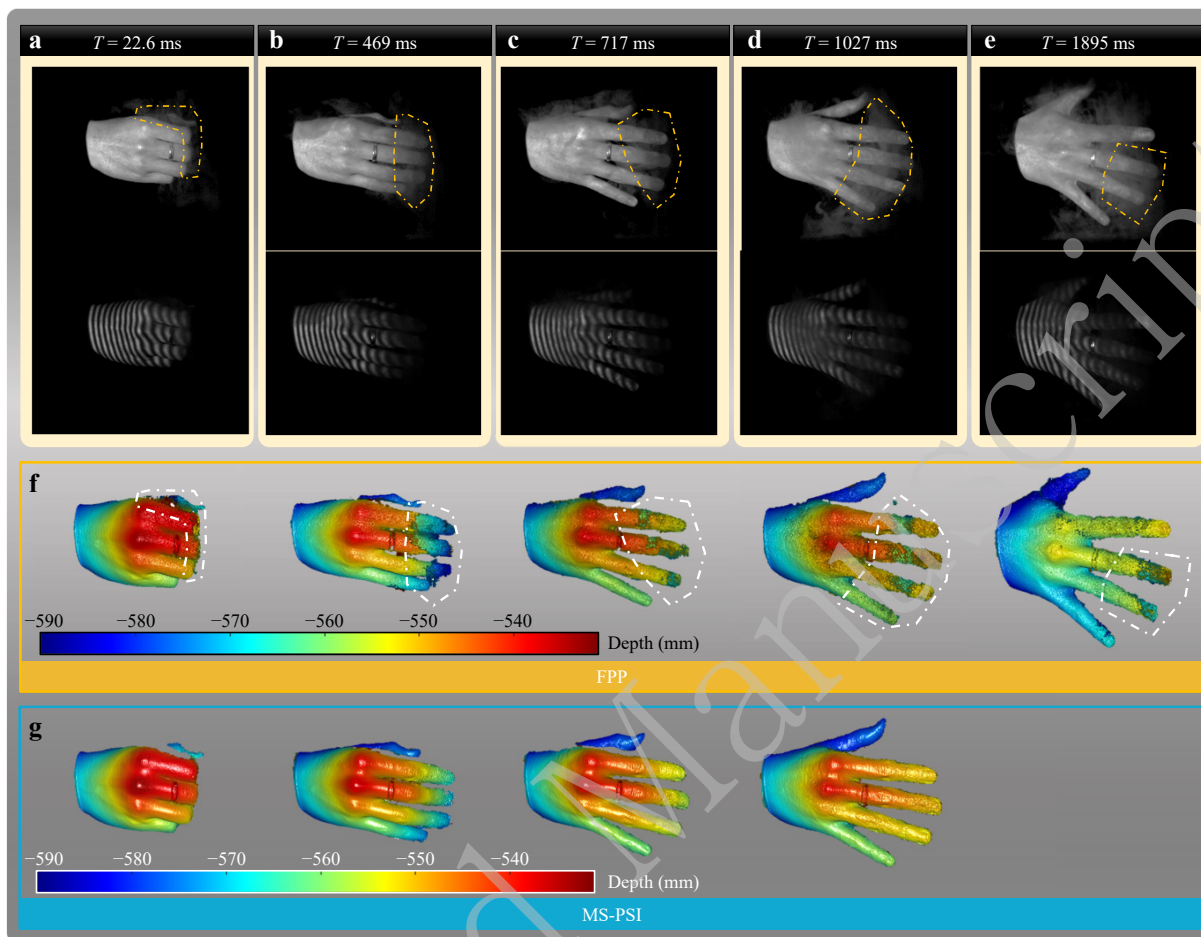 a T = 22.6 ms
b T = 469 ms
c T = 717 ms
d T = 1027 ms
e T = 1895 ms
f
−590 −580 −570 −560 −550 −540 Depth (mm)
FPP
g
−590 −580 −570 −560 −550 −540 Depth (mm)
MS-PSI
d Manuscrip